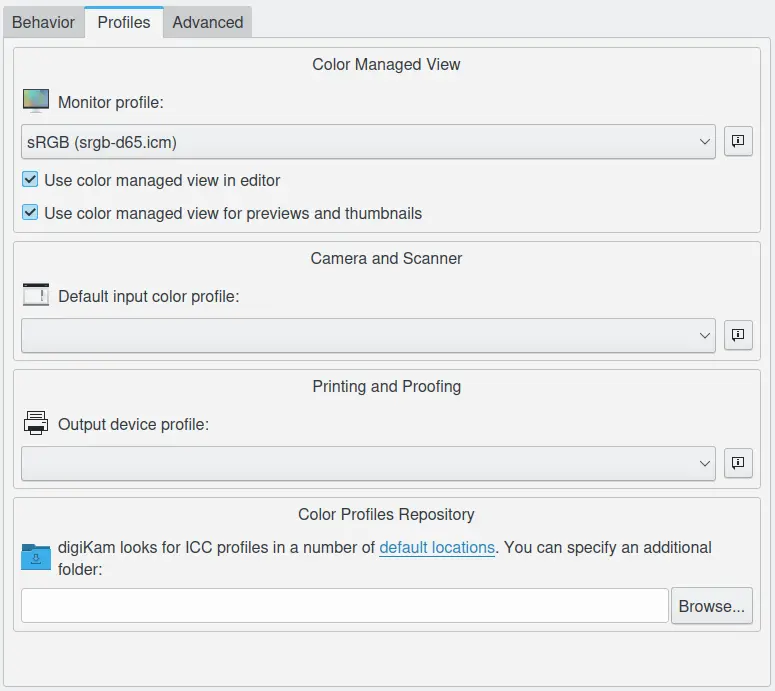 Behavior Profiles Advanced
Color Managed View
Monitor profile:
sRGB (srgb-d65.icm)
Use color managed view in editor
Use color managed view for previews and thumbnails
Camera and Scanner
Default input color profile:
Printing and Proofing
Output device profile:
Color Profiles Repository
digiKam looks for ICC profiles in a number of default locations. You can specify an additional
folder:
Browse...